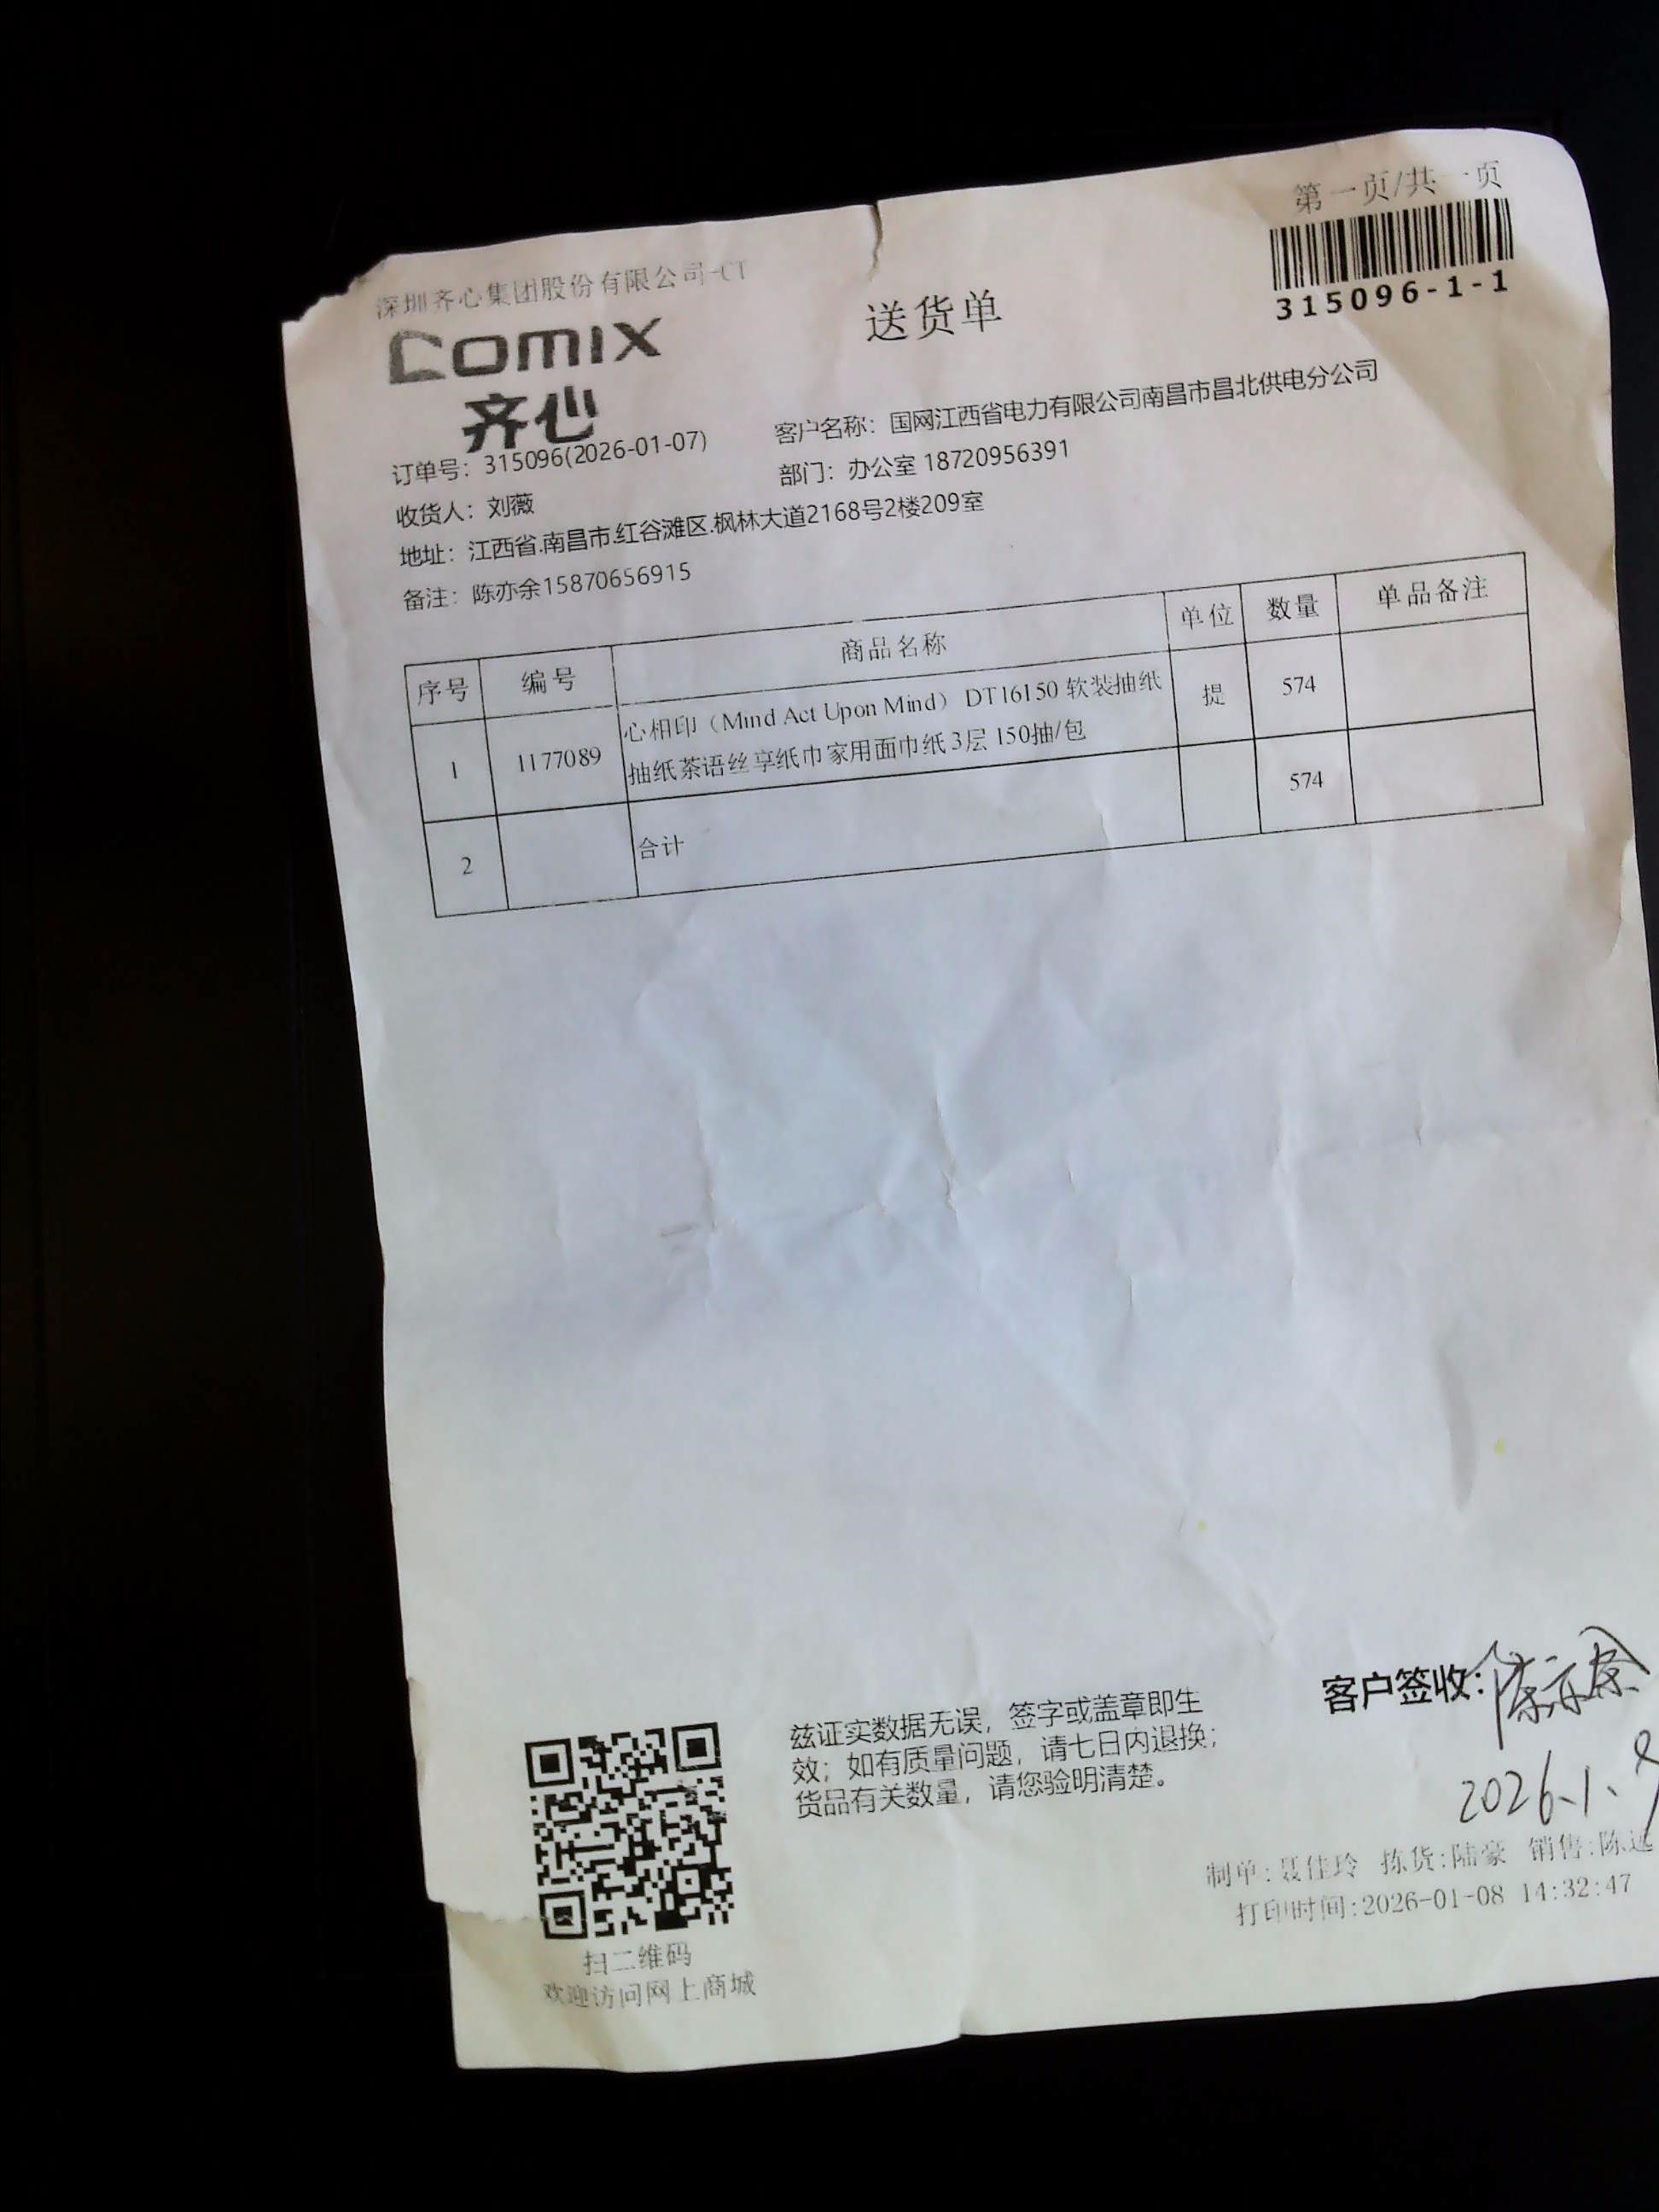 第一页/共一页
315096-1-1
深圳齐心集团股份有限公司-CT
comix
齐心
送货单
订单号：315096(2026-01-07)
客户名称：国网江西省电力有限公司南昌市昌北供电分公司
收货人：刘薇
部门：办公室 18720956391
地址：江西省.南昌市.红谷滩区.枫林大道2168号2楼209室
备注：陈亦余15870656915
序号 编号 商品名称 单位 数量 单品备注
1 1177089 心相印（Mind Act Upon Mind） DT16150 软装抽纸 提 574
抽纸茶语丝享纸巾家用面巾纸 3层 150抽/包
2 合计 574
兹证实数据无误，签字或盖章即生
效；如有质量问题，请七日内退换；
货品有关数量，请您验明清楚。
客户签收：陈亦余
2026.1.9
制单:聂佳玲 拣货:陆豪 销售:陈远
打印时间:2026-01-08 14:32:47
扫二维码
欢迎访问网上商城